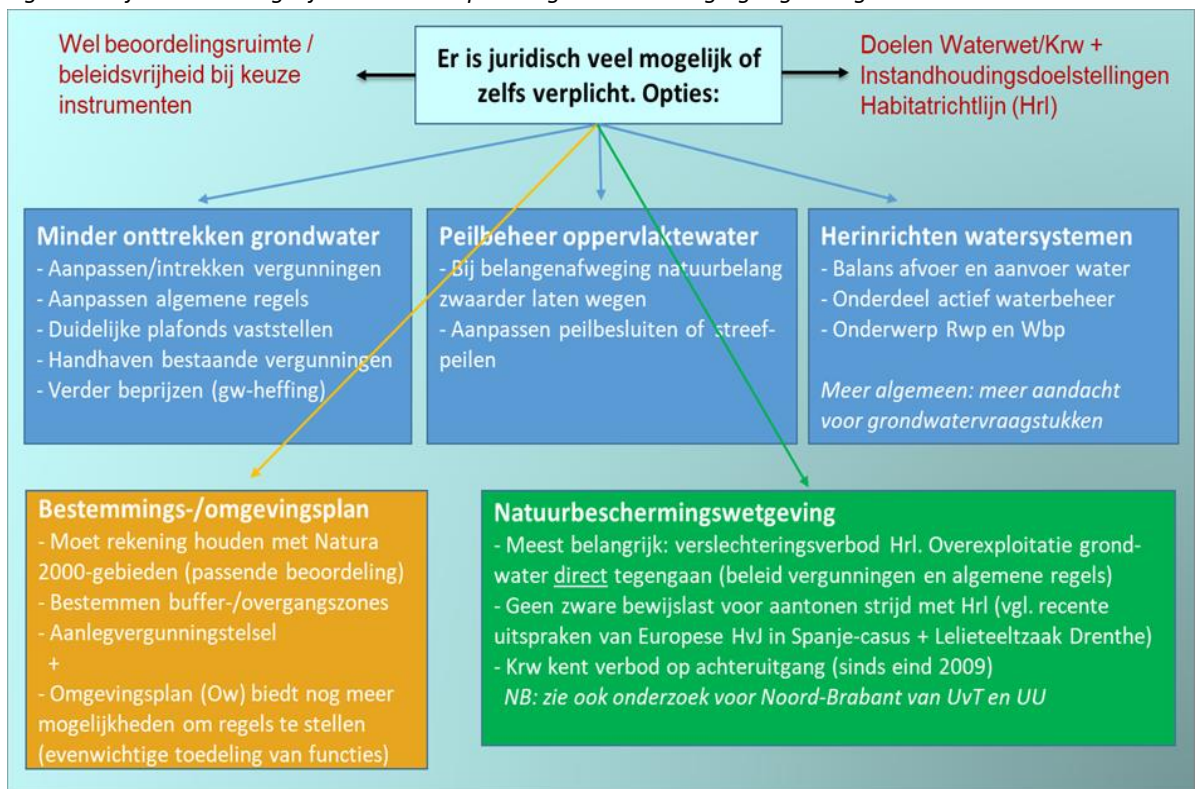 Wel beoordelingsruimte /
beleidsvrijheid bij keuze
instrumenten
Er is juridisch veel mogelijk of
zelfs verplicht. Opties:
Doelen Waterwet/Krw +
Instandhoudingsdoelstellingen
Habitatrichtlijn (Hrl)
Minder onttrekken grondwater
- Aanpassen/intrekken vergunningen
- Aanpassen algemene regels
- Duidelijke plafonds vaststellen
- Handhaven bestaande vergunningen
- Verder beprijzen (gw-heffing)
Peilbeheer oppervlaktewater
- Bij belangenafweging natuurbelang
zwaarder laten wegen
- Aanpassen peilbesluiten of streef-
peilen
Herinrichten watersystemen
- Balans afvoer en aanvoer water
- Onderdeel actief waterbeheer
- Onderwerp Rwp en Wbp
Meer algemeen: meer aandacht
voor grondwatervraagstukken
Bestemmings-/omgevingsplan
- Moet rekening houden met Natura
2000-gebieden (passende beoordeling)
- Bestemmen buffer-/overgangszones
- Aanlegvergunningstelsel
+
- Omgevingsplan (Ow) biedt nog meer
mogelijkheden om regels te stellen
(evenwichtige toedeling van functies)
Natuurbeschermingswetgeving
- Meest belangrijk: verslechteringsverbod Hrl. Overexploitatie grond-
water direct tegengaan (beleid vergunningen en algemene regels)
- Geen zware bewijslast voor aantonen strijd met Hrl (vgl. recente
uitspraken van Europese HvJ in Spanje-casus + Lelieteeltzaak Drenthe)
- Krw kent verbod op achteruitgang (sinds eind 2009)
NB: zie ook onderzoek voor Noord-Brabant van UvT en UU